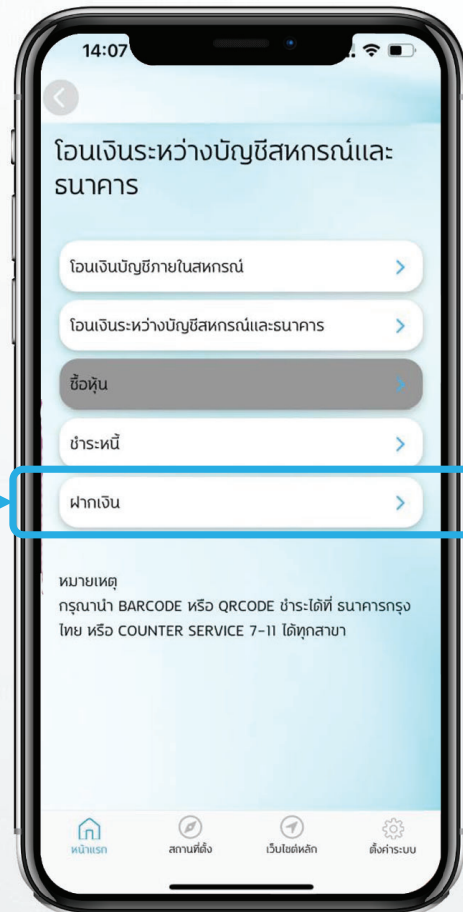 14:07
โอนเงินระหว่างบัญชีสหกรณ์และ
ธนาคาร
โอนเงินบัญชีภายในสหกรณ์
โอนเงินระหว่างบัญชีสหกรณ์และธนาคาร
ซื้อหุ้น
ชำระหนี้
ฝากเงิน
หมายเหตุ
กรุณานำ BARCODE หรือ QRCODE ชำระได้ที่ ธนาคารกรุง
ไทย หรือ COUNTER SERVICE 7-11 ได้ทุกสาขา
หน้าแรก สถานที่ตั้ง เว็บไซต์หลัก ตั้งค่าระบบ